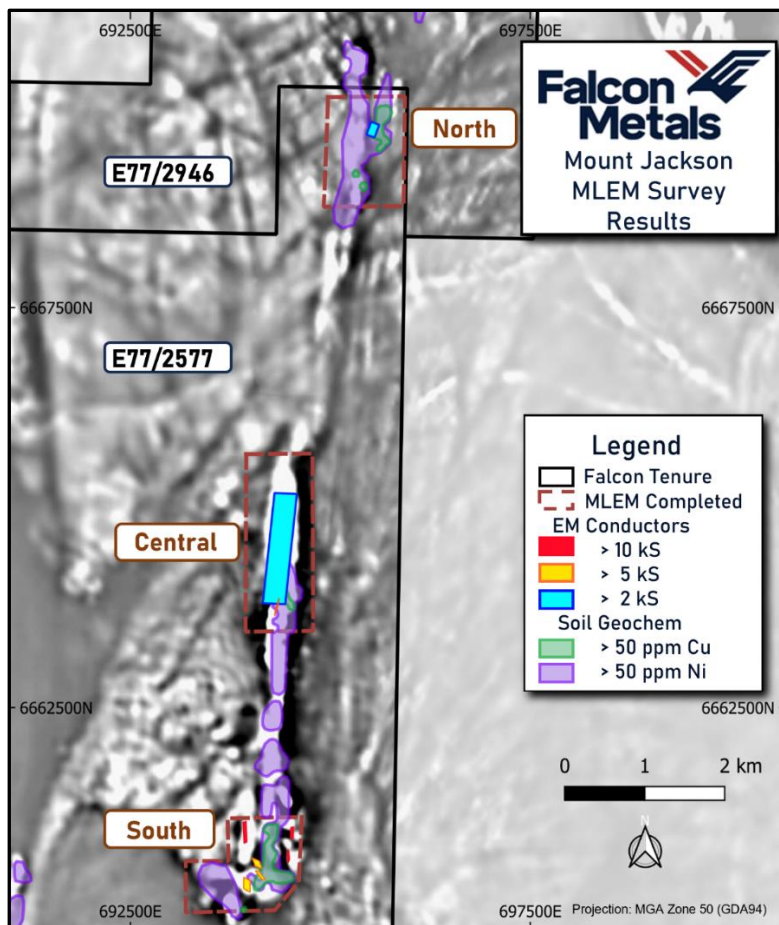 692500E
697500E
Falcon
Metals
Mount Jackson
MLEM Survey
Results
North
E77/2946
6667500N
6667500N
E77/2577
Legend
Falcon Tenure
MLEM Completed
EM Conductors
> 10 kS
> 5 kS
> 2 kS
Soil Geochem
> 50 ppm Cu
> 50 ppm Ni
Central
6662500N
6662500N
0 1 2 km
South
N
692500E
697500E
Projection: MGA Zone 50 (GDA94)